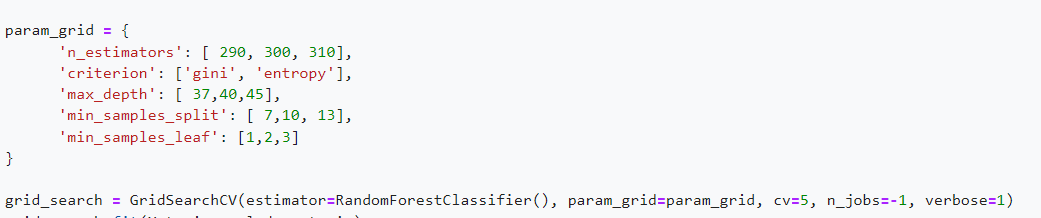 param_grid = {
'n_estimators': [ 290, 300, 310],
'criterion': ['gini', 'entropy'],
'max_depth': [ 37,40,45],
'min_samples_split': [ 7,10, 13],
'min_samples_leaf': [1,2,3]
}
grid_search = GridSearchCV(estimator=RandomForestClassifier(), param_grid=param_grid, cv=5, n_jobs=-1, verbose=1)